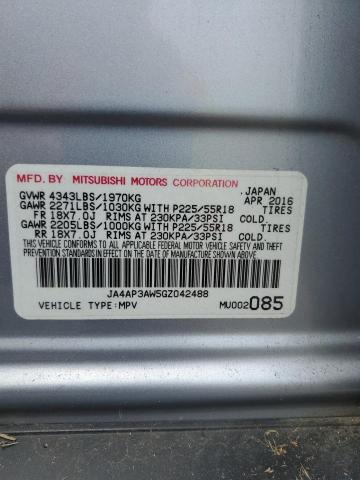 MFD. BY MITSUBISHI MOTORS CORPORATION JAPAN
GVWR 4343LBS/1970KG APR 2016
GAWR 2271LBS/1030KG WITH P225/55R18 TIRES
FR 18X7.0J RIMS AT 230KPA/33PSI COLD
GAWR 2205LBS/1000KG WITH P225/55R18 TIRES
RR 18X7.0J RIMS AT 230KPA/33PSI COLD
THIS VEHICLE CONFORMS TO ALL APPLICABLE FEDERAL MOTOR VEHICLE SAFETY, BUMPER AND THEFT PREVENTION STANDARDS IN EFFECT ON THE DATE OF MANUFACTURE SHOWN ABOVE.
JA4AP3AW5GZ042488
VEHICLE TYPE:MPV MU002085